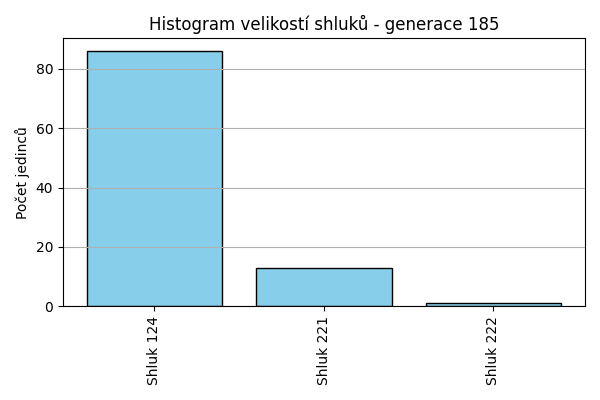 Histogram velikostí shluků - generace 185
Počet jedinců
80
60
40
20
0
Shluk 124
Shluk 221
Shluk 222